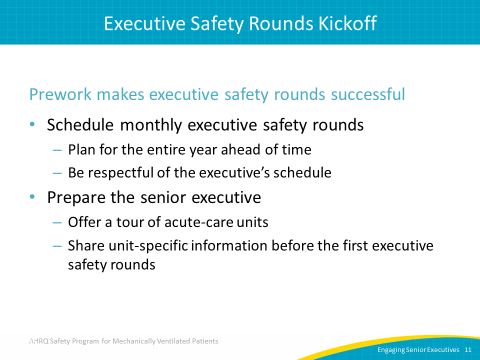 Executive Safety Rounds Kickoff
Prework makes executive safety rounds successful
• Schedule monthly executive safety rounds
– Plan for the entire year ahead of time
– Be respectful of the executive’s schedule
• Prepare the senior executive
– Offer a tour of acute-care units
– Share unit-specific information before the first executive
safety rounds
AHRQ Safety Program for Mechanically Ventilated Patients
Engaging Senior Executives 11